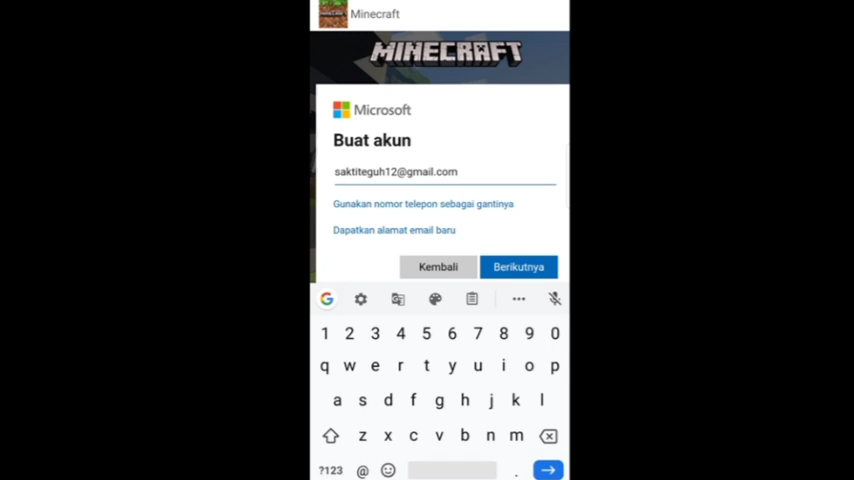 Minecraft
MINECRAFT
Microsoft
Buat akun
saktiteguh12@gmail.com
Gunakan nomor telepon sebagai gantinya
Dapatkan alamat email baru
Kembali Berikutnya
1 2 3 4 5 6 7 8 9 0
q w e r t y u i o p
a s d f g h j k l
z x c v b n m
?123 @ .